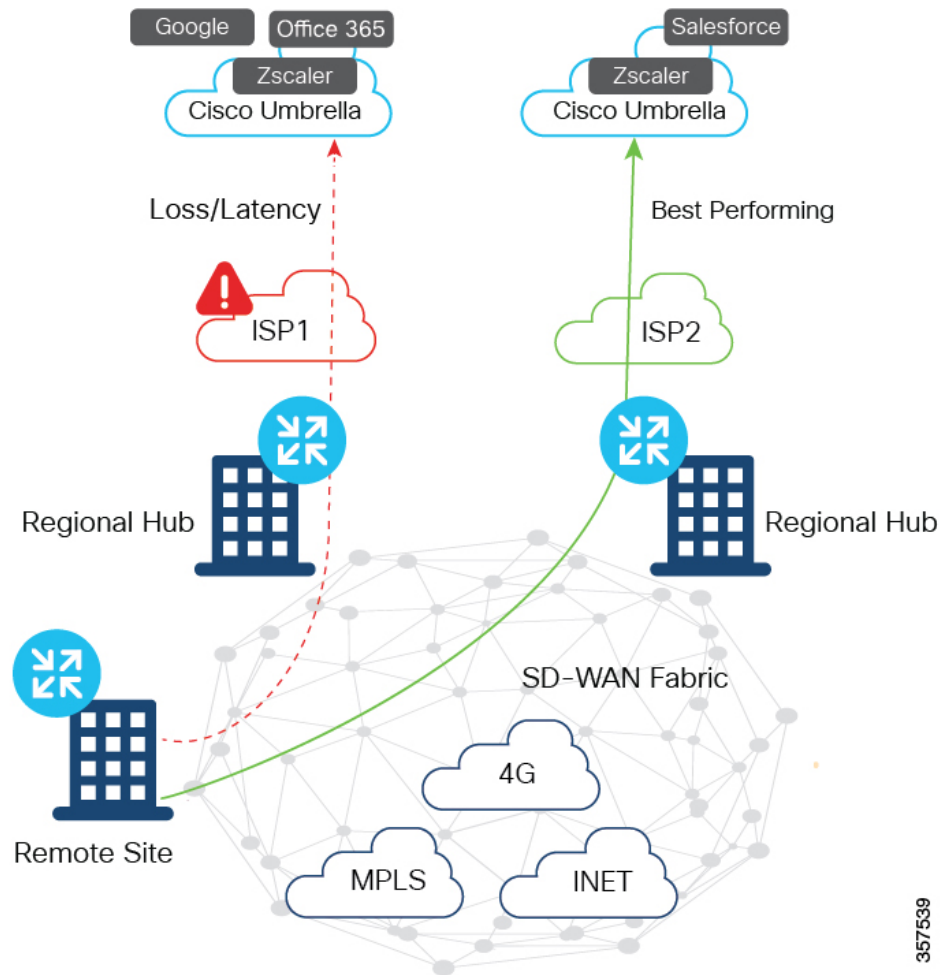 Google
Office 365
Salesforce
Zscaler
Zscaler
Cisco Umbrella
Cisco Umbrella
Loss/Latency
Best Performing
ISP1
ISP2
Regional Hub
Regional Hub
SD-WAN Fabric
4G
Remote Site
MPLS
INET
357539